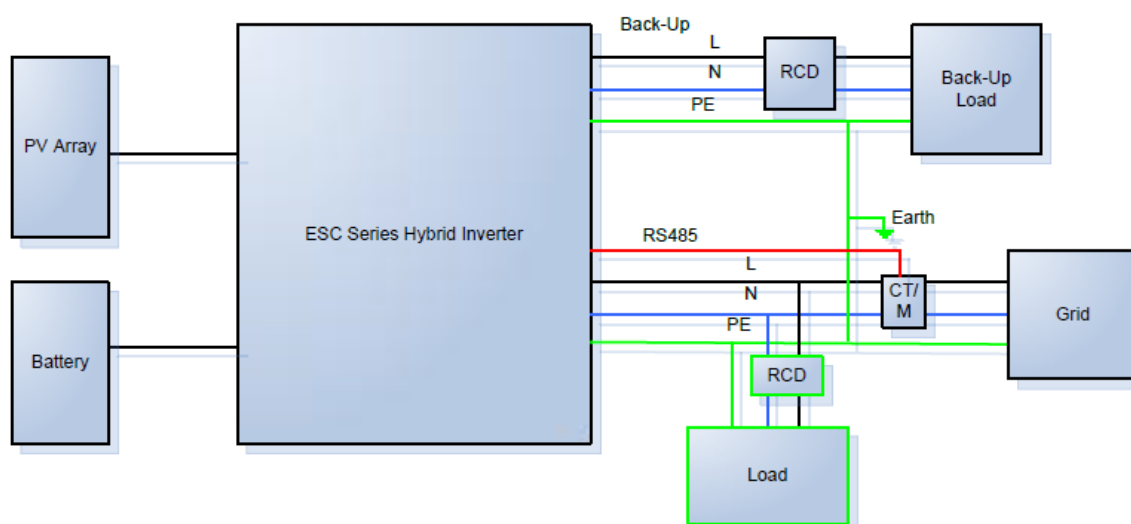 Back-Up
L
N
PE
RCD
Back-Up
Load
PV Array
ESC Series Hybrid Inverter
Earth
RS485
L
N
PE
CT/
M
Grid
Battery
RCD
Load